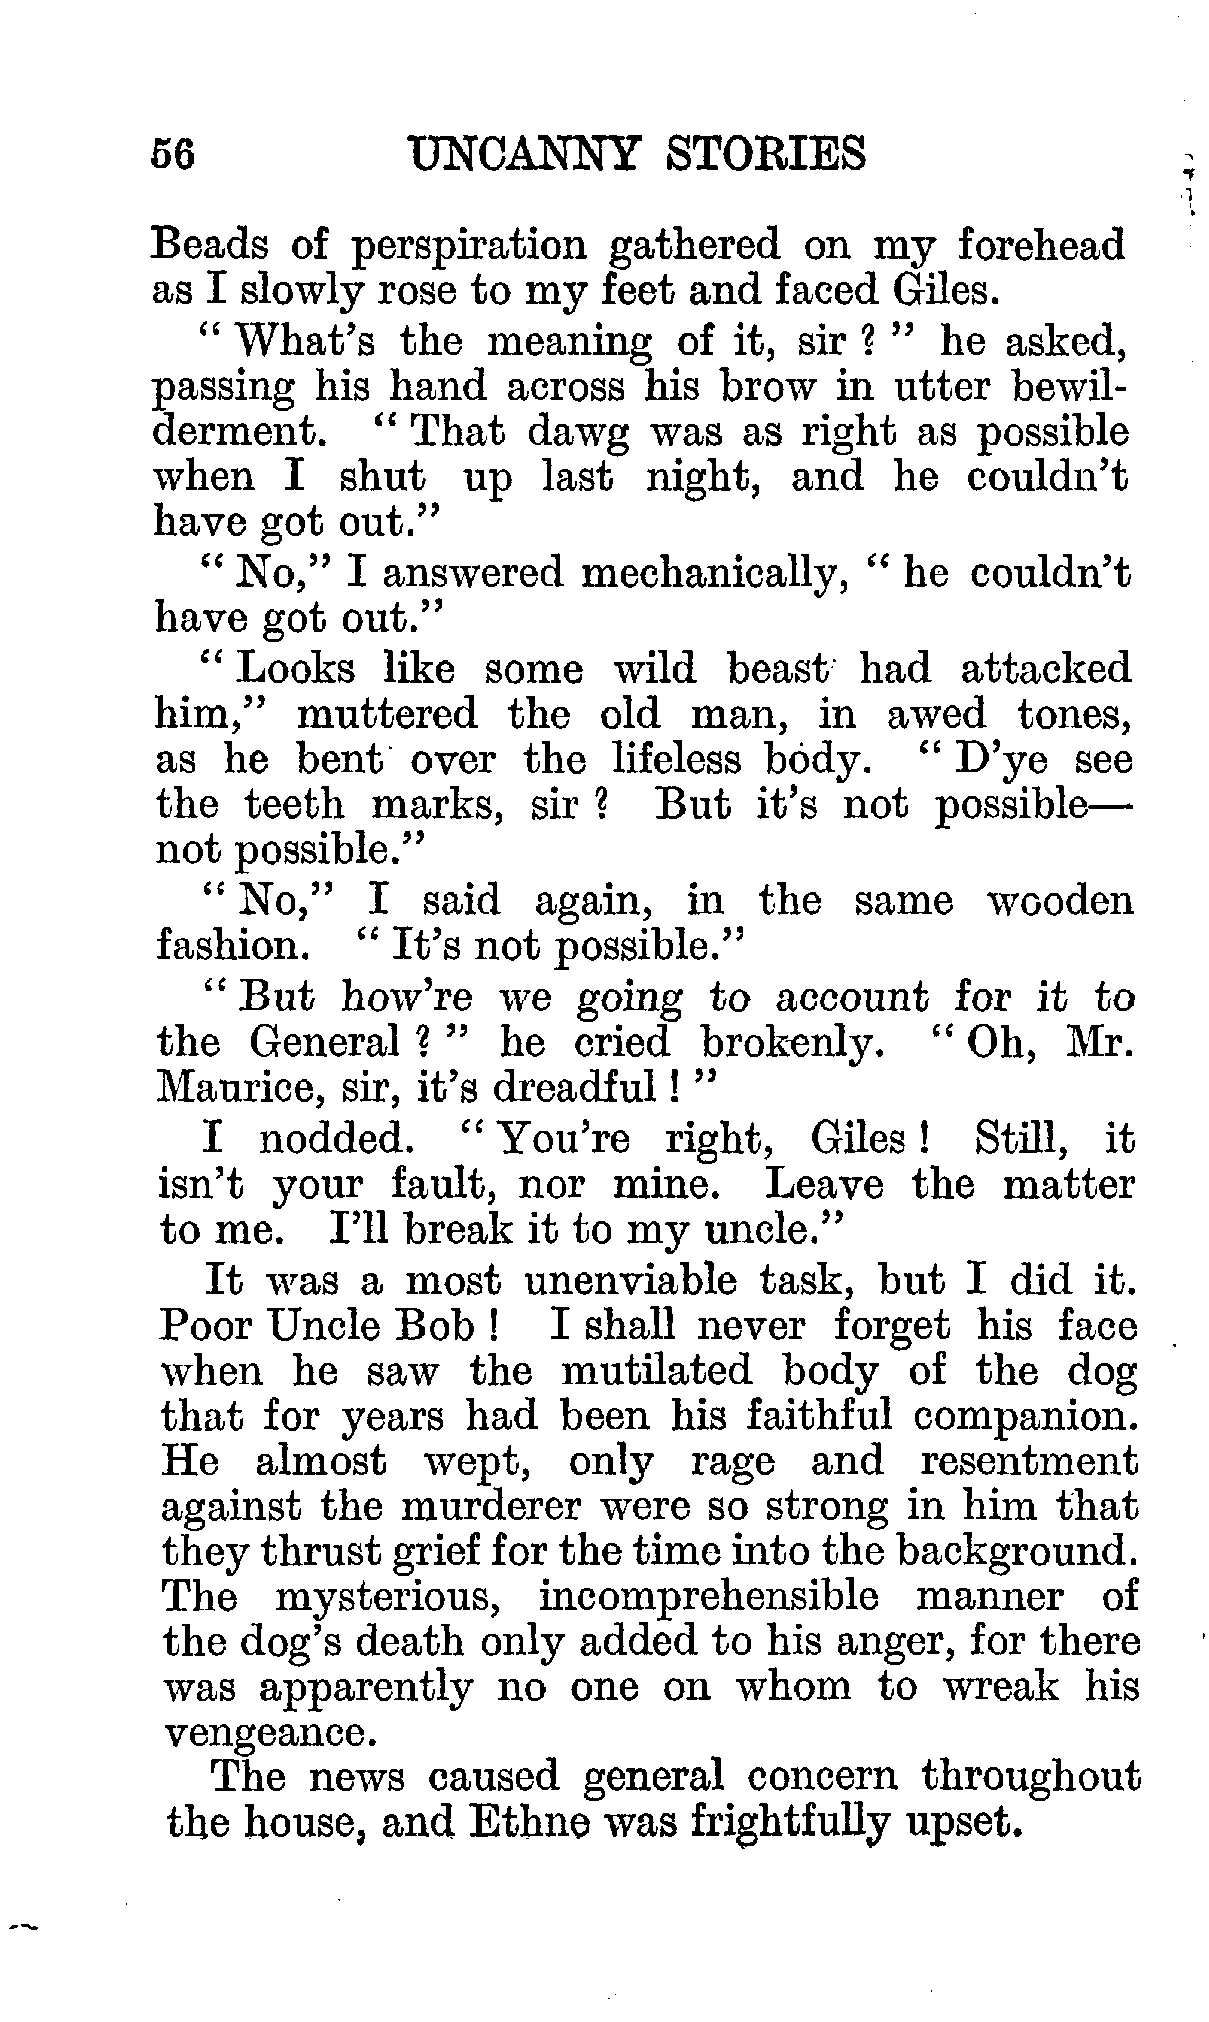 56 UNCANNY STORIES
Beads of perspiration gathered on my forehead
as I slowly rose to my feet and faced Giles.
“ What’s the meaning of it, sir ? ” he asked,
passing his hand across his brow in utter bewil-
derment. “ That dawg was as right as possible
when I shut up last night, and he couldn’t
have got out.”
“ No,” I answered mechanically, “ he couldn’t
have got out.”
“ Looks like some wild beast had attacked
him,” muttered the old man, in awed tones,
as he bent over the lifeless body. “ D’ye see
the teeth marks, sir ? But it’s not possible—
not possible.”
“ No,” I said again, in the same wooden
fashion. “ It’s not possible.”
“ But how’re we going to account for it to
the General ? ” he cried brokenly. “ Oh, Mr.
Maurice, sir, it’s dreadful ! ”
I nodded. “ You’re right, Giles ! Still, it
isn’t your fault, nor mine. Leave the matter
to me. I’ll break it to my uncle.”
It was a most unenviable task, but I did it.
Poor Uncle Bob ! I shall never forget his face
when he saw the mutilated body of the dog
that for years had been his faithful companion.
He almost wept, only rage and resentment
against the murderer were so strong in him that
they thrust grief for the time into the background.
The mysterious, incomprehensible manner of
the dog’s death only added to his anger, for there
was apparently no one on whom to wreak his
vengeance.
The news caused general concern throughout
the house, and Ethne was frightfully upset.